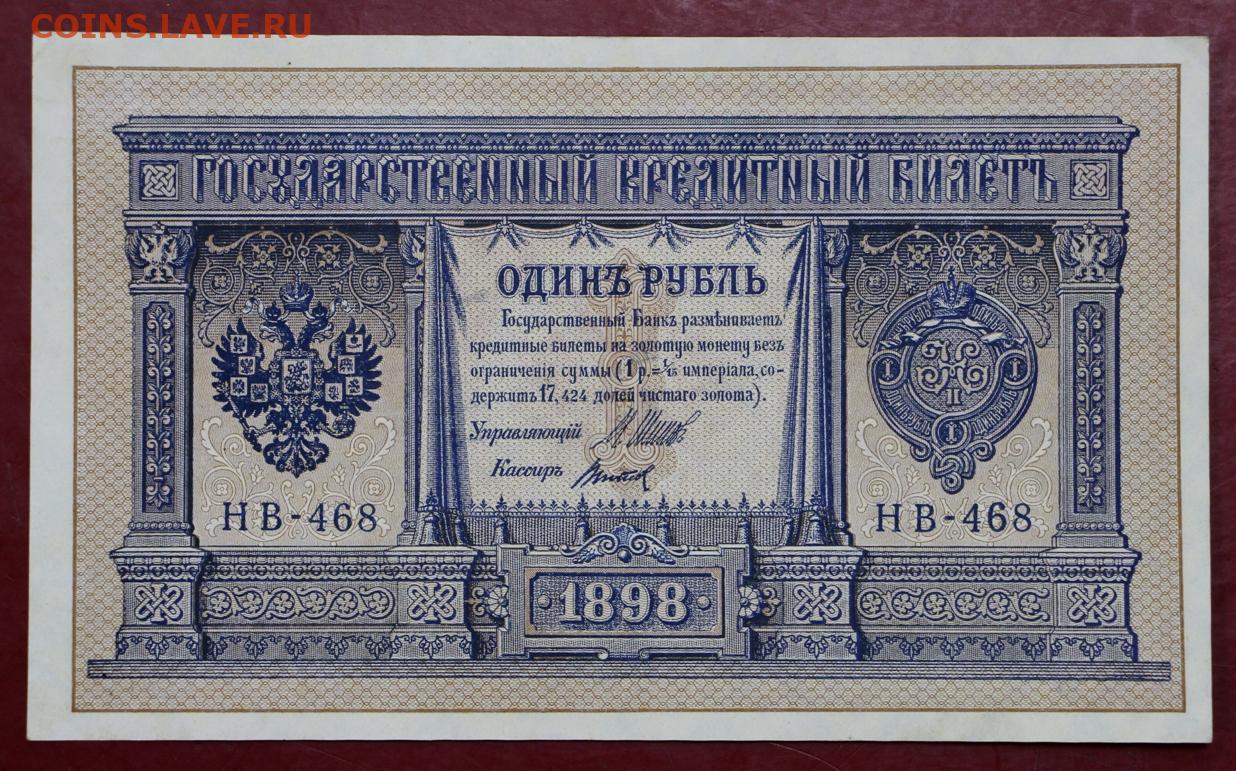 COINS.LAVE.RU
ГОСУДАРСТВЕННЫЙ КРЕДИТНЫЙ БИЛЕТЪ
ОДИНЪ РУБЛЬ
Государственный Банкъ размѣниваетъ
кредитные билеты на золотую монету безъ
ограниченія суммы (1 р.=1/15 имперіала, со-
держитъ 17,424 долей чистаго золота).
Управляющій
Кассиръ
НВ-468
НВ-468
I
I
I
II
1898